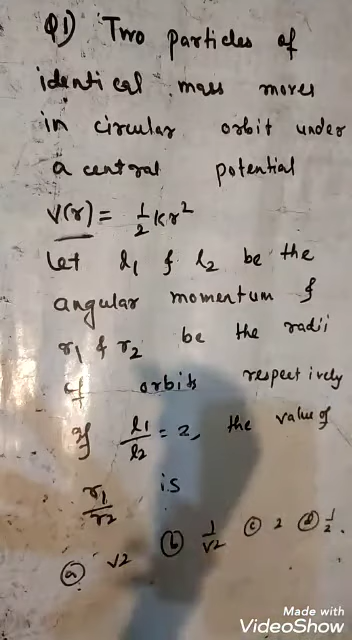 Q1) Two particles of
identical mass moves
in circular orbit under
a central potential
V(r) = 1/2 kr²
Let l₁ & l₂ be the
angular momentum &
r₁ & r₂ be the radii
of orbits respectively
If l₁/l₂ = 2, the value of
r₁/r₂ is
(a) √2 (b) 1/√2 (c) 2 (d) 1/2.
Made with
VideoShow